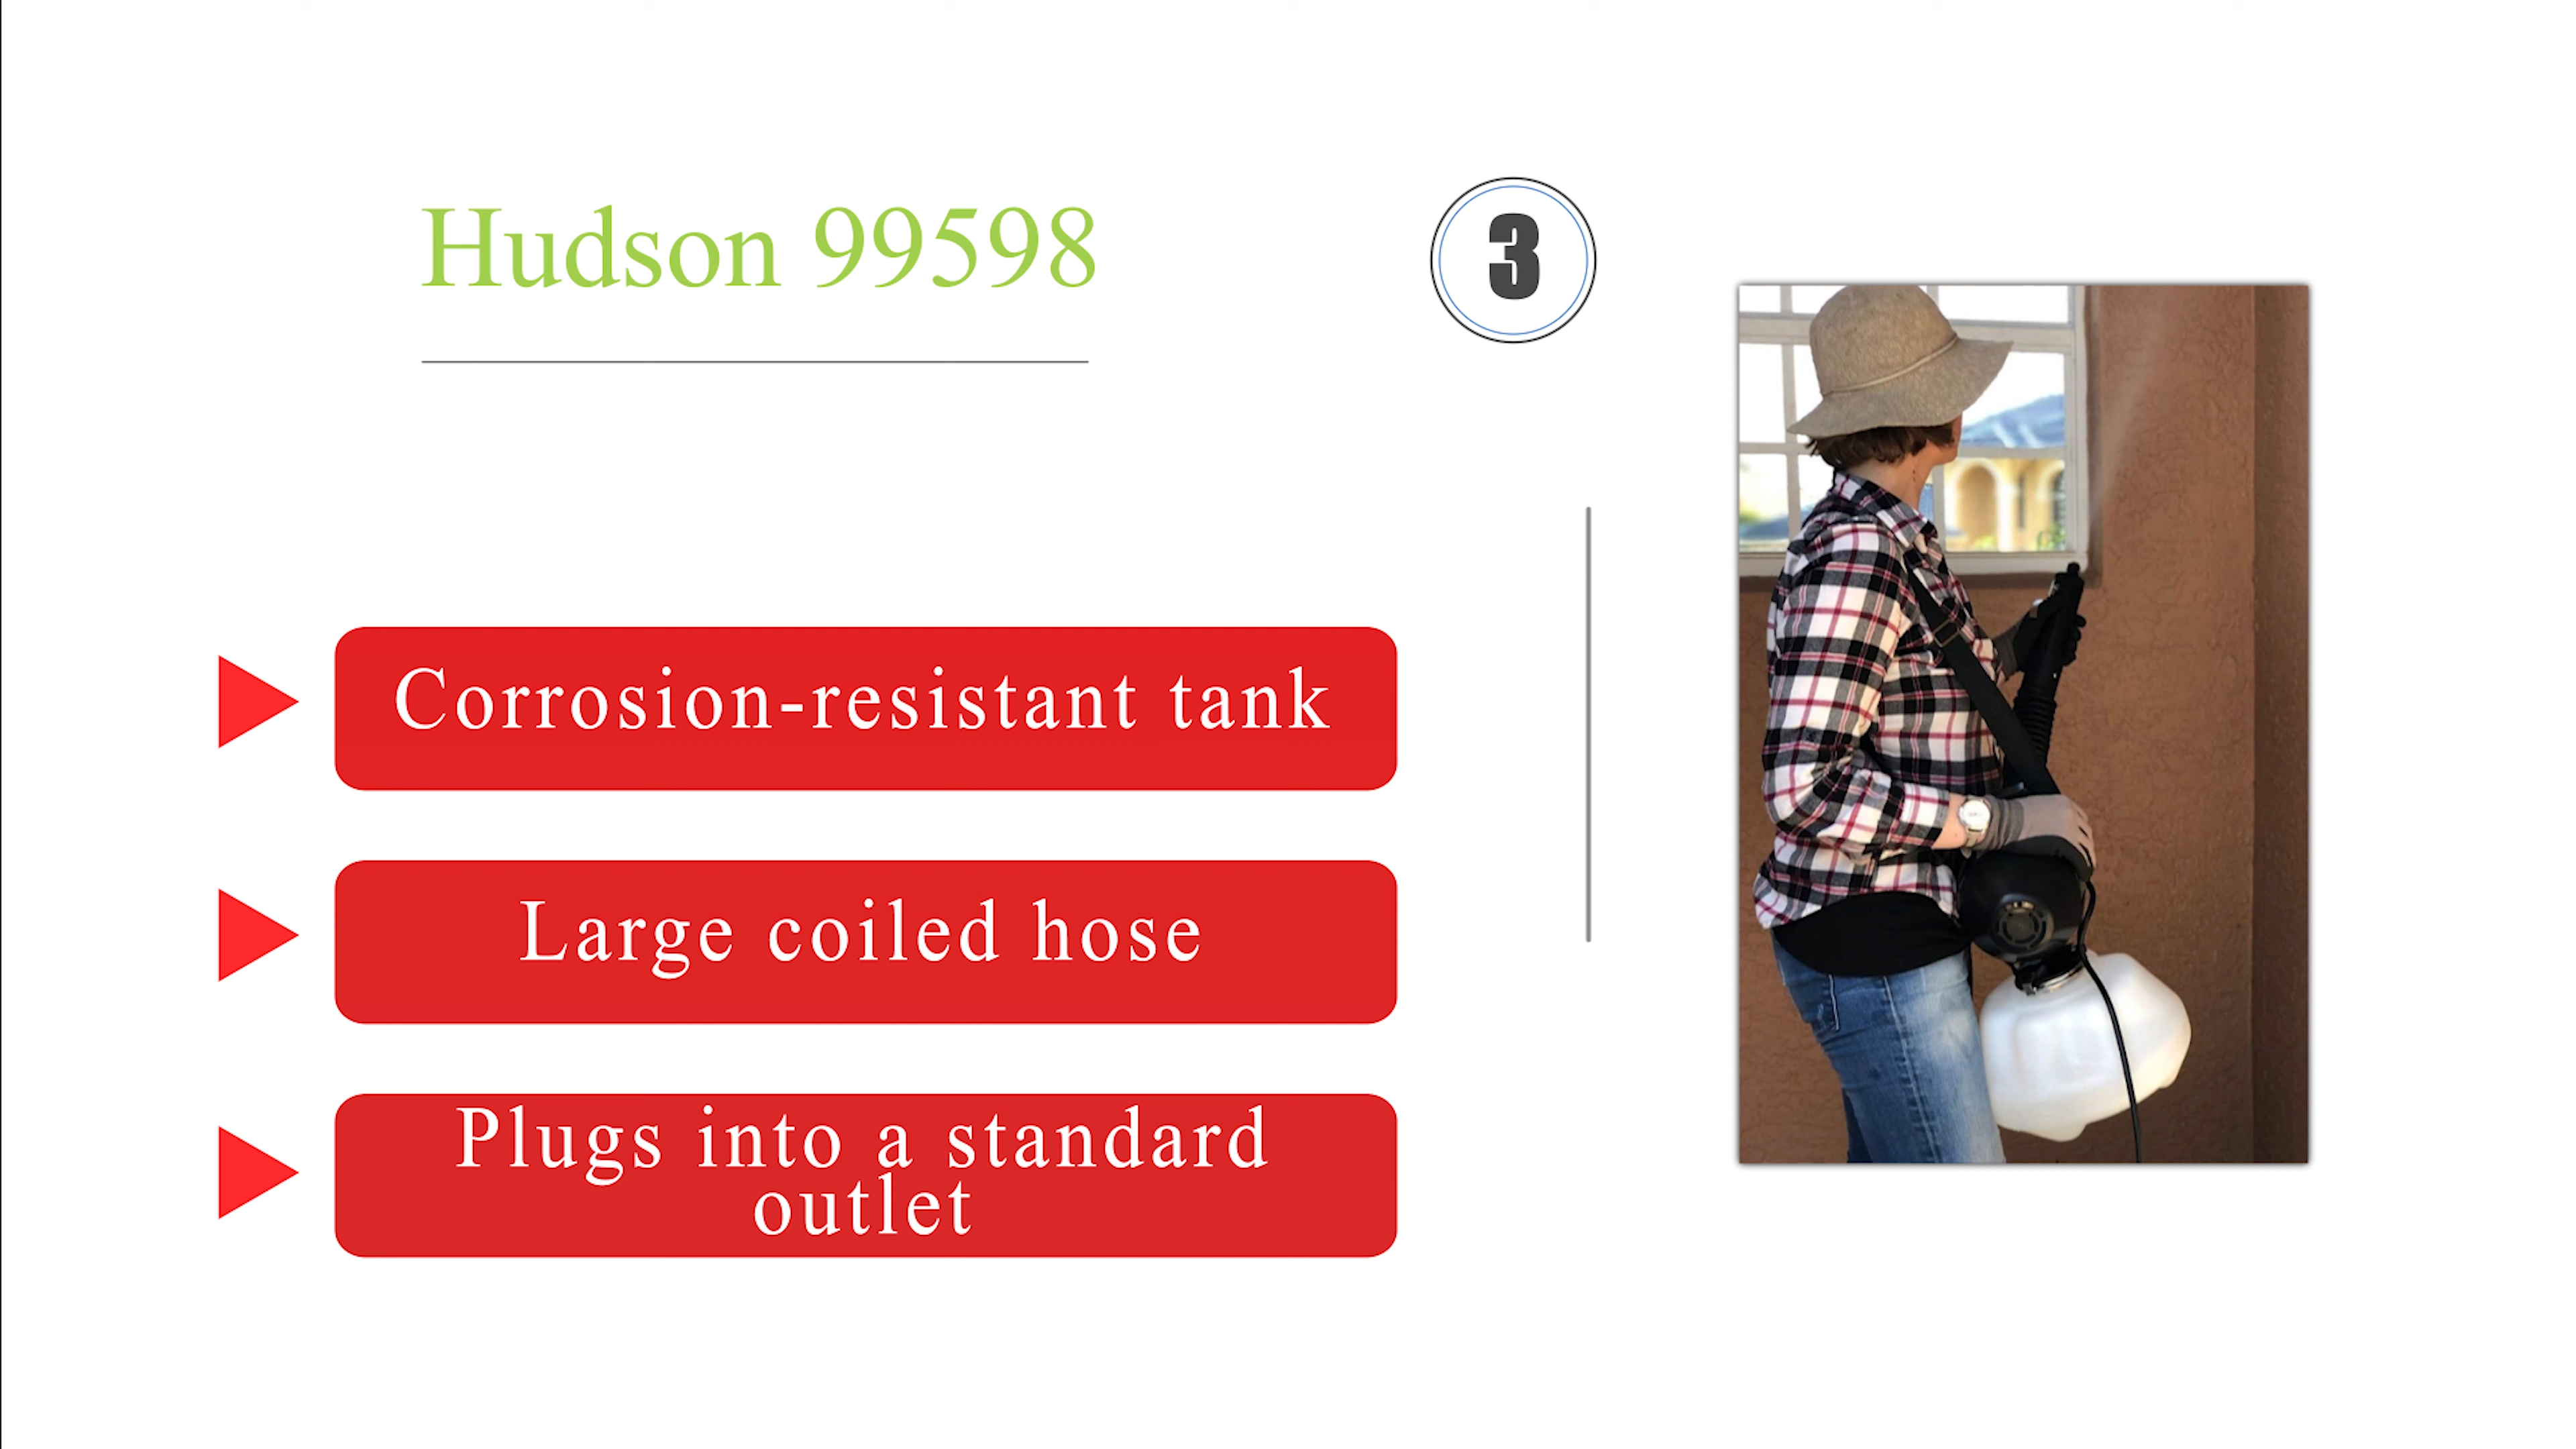 Hudson 99598
3
Corrosion-resistant tank
Large coiled hose
Plugs into a standard
outlet